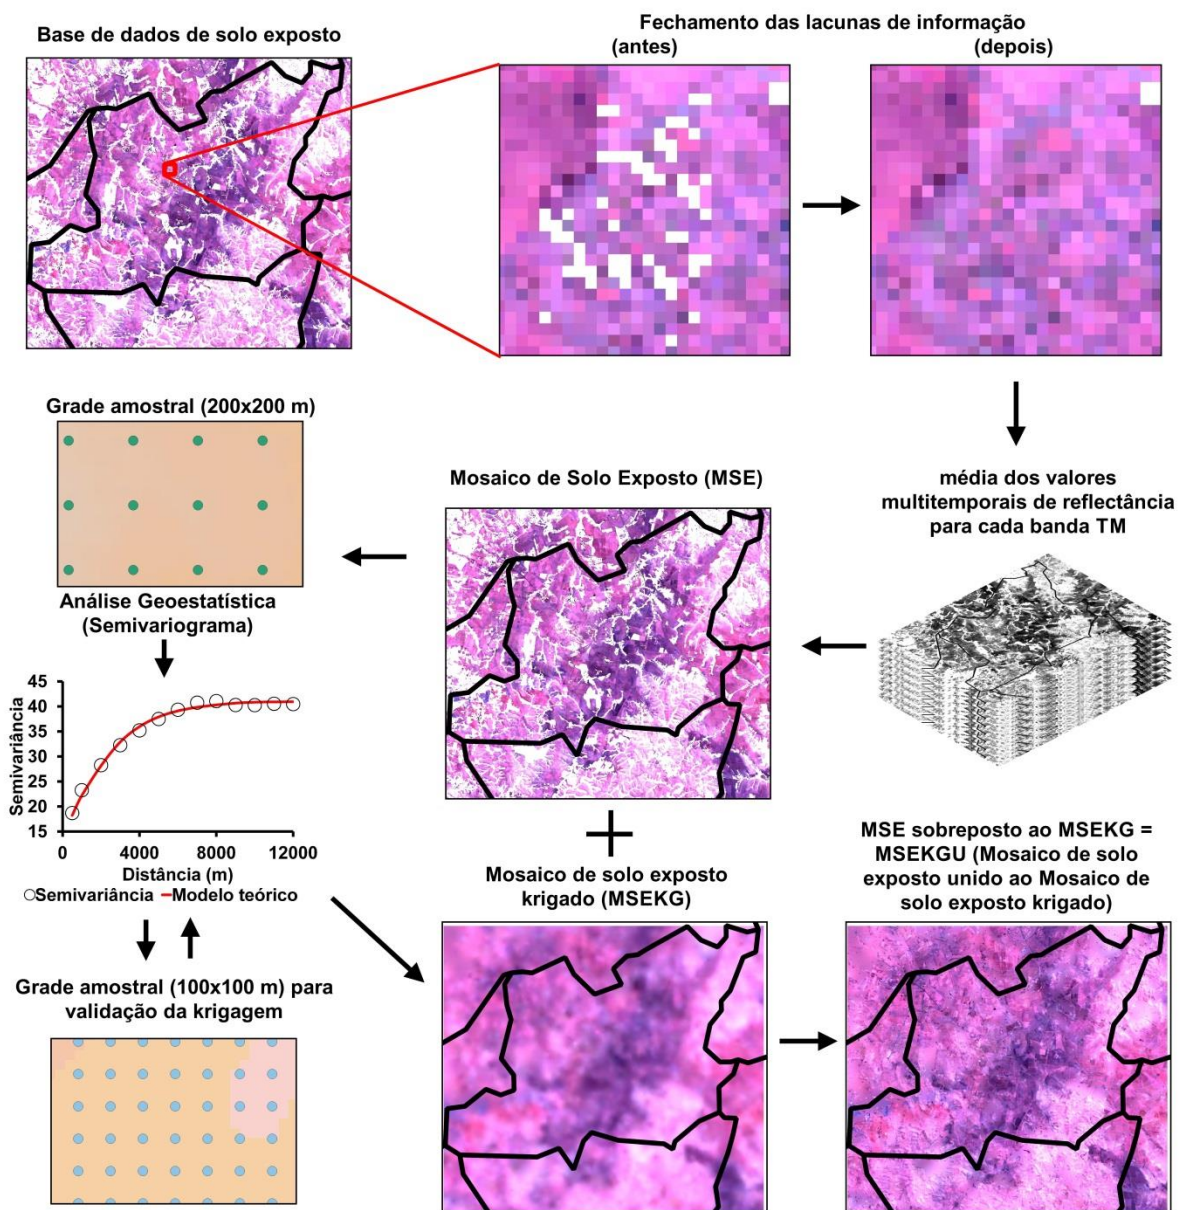 Base de dados de solo exposto
Fechamento das lacunas de informação
(antes)
(depois)
média dos valores
multitemporais de reflectância
para cada banda TM
Mosaico de Solo Exposto (MSE)
Grade amostral (200x200 m)
Análise Geoestatística
(Semivariograma)
Semivariância
45
40
35
30
25
20
15
0
4000
8000
12000
Distância (m)
Semivariância
Modelo teórico
Grade amostral (100x100 m) para
validação da krigagem
Mosaico de solo exposto
krigado (MSEKG)
MSE sobreposto ao MSEKG =
MSEKGU (Mosaico de solo
exposto unido ao Mosaico de
solo exposto krigado)